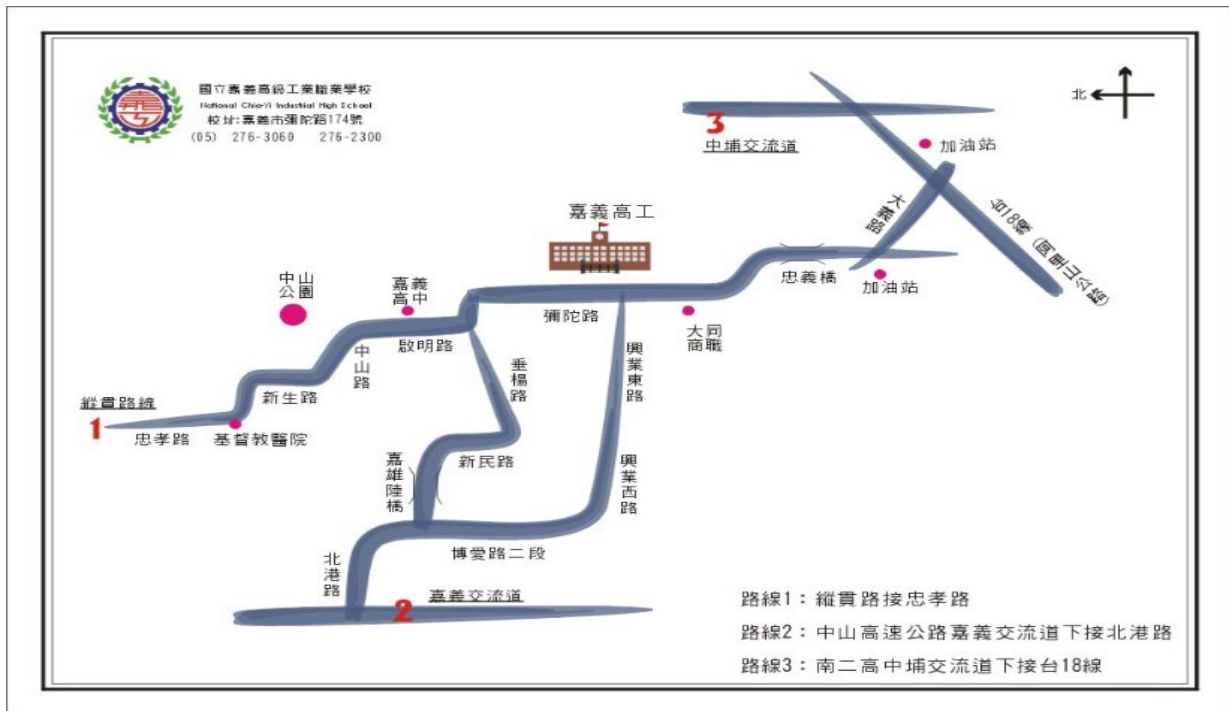 國立嘉義高級工業職業學校
National Chia-Yi Industrial High School
校址:嘉義市彌陀路174號
(05) 276-3060 276-2300
北
3
中埔交流道
加油站
台18線 (阿里山公路)
大義路
嘉義高工
忠義橋
加油站
中山
公園
嘉義
高中
彌陀路
大同
商職
啟明路
中山路
垂楊路
興業東路
新生路
縱貫路線
1
忠孝路
基督教醫院
新民路
嘉雄陸橋
興業西路
博愛路二段
北港路
2
嘉義交流道
路線1：縱貫路接忠孝路
路線2：中山高速公路嘉義交流道下接北港路
路線3：南二高中埔交流道下接台18線